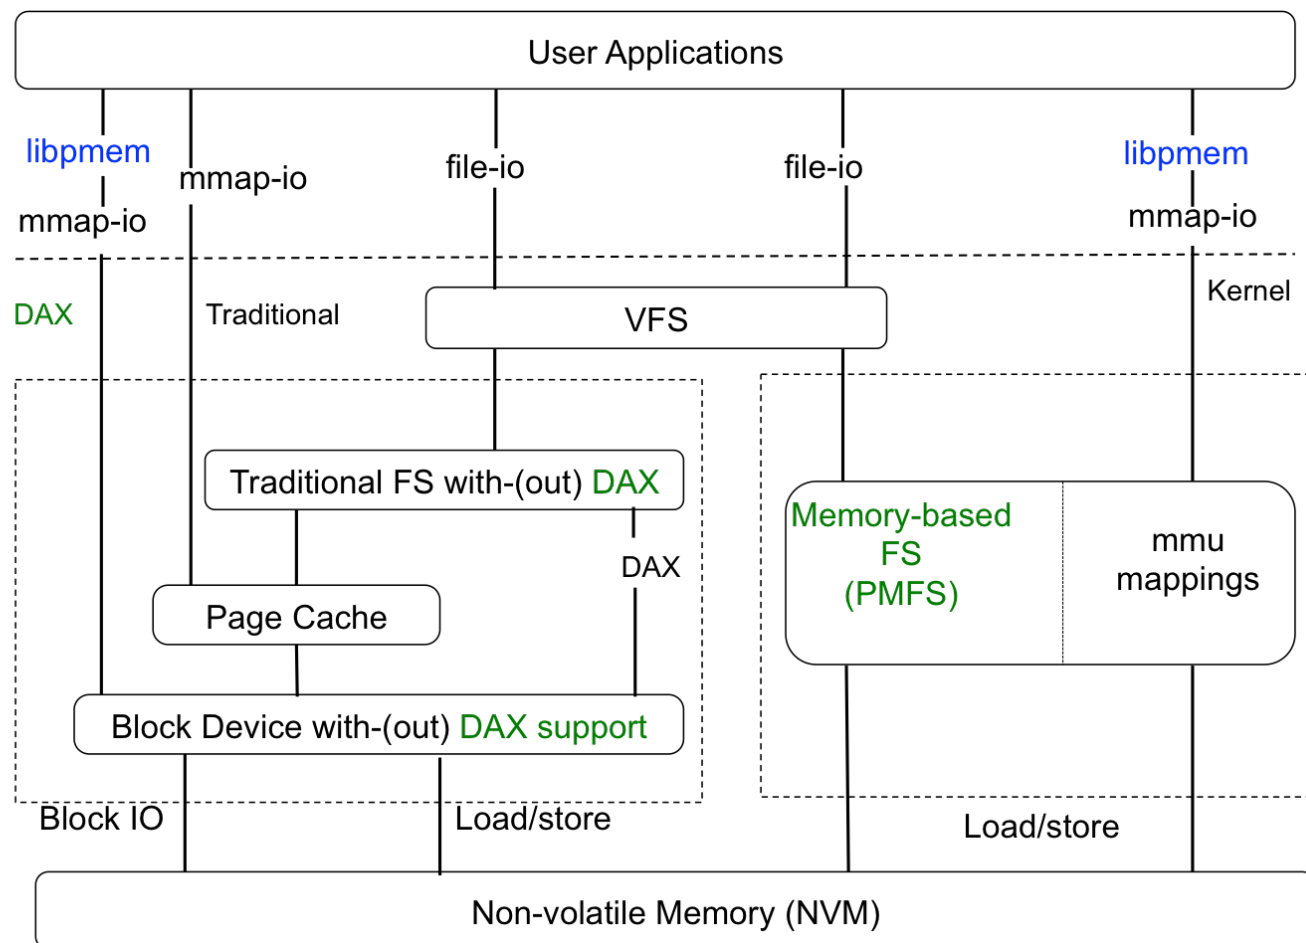 User Applications
libpmem
mmap-io
mmap-io
file-io
file-io
libpmem
mmap-io
DAX
Traditional
VFS
Kernel
Traditional FS with-(out) DAX
DAX
Page Cache
Block Device with-(out) DAX support
Memory-based
FS
(PMFS)
mmu
mappings
Block IO
Load/store
Load/store
Non-volatile Memory (NVM)